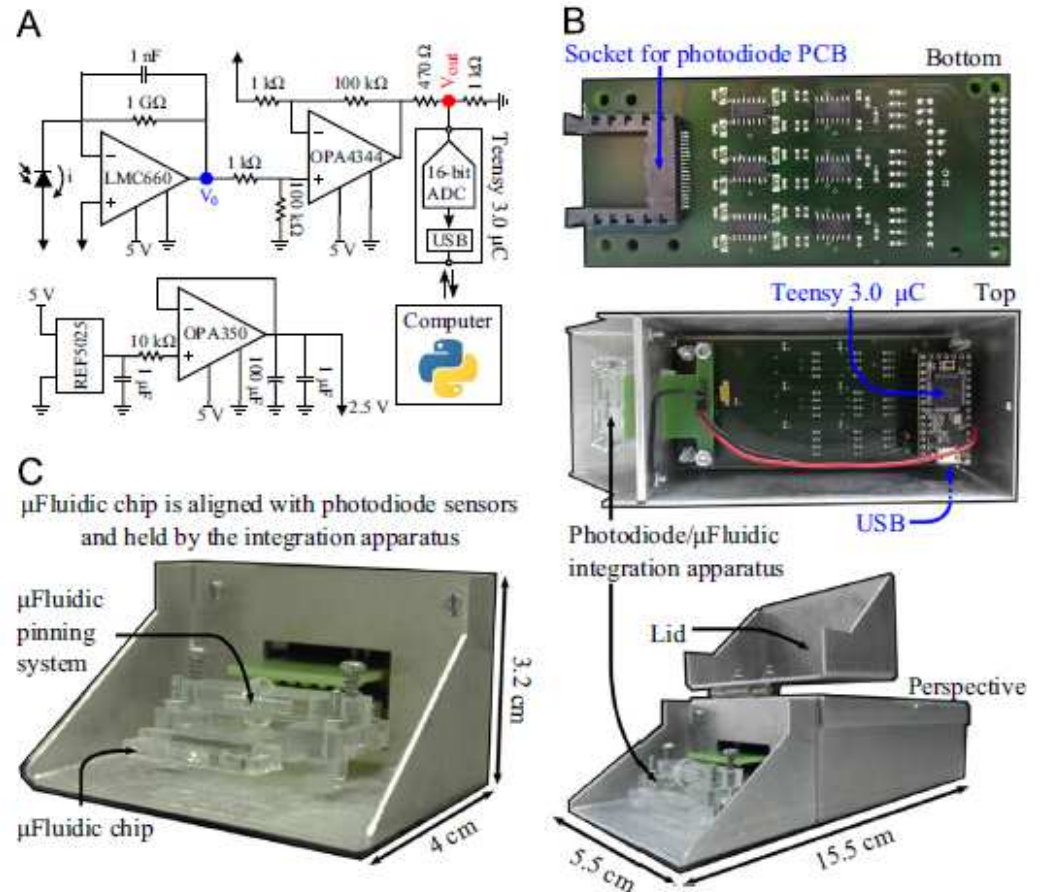 A
1 nF
1 GΩ
LMC660
i
V₀
5 V
1 kΩ
100 kΩ
1 kΩ
100 kΩ
OPA4344
5 V
470 Ω
Vout
1 kΩ
16-bit
ADC
USB
Teensy 3.0 μC
Computer
5 V
REF5025
10 kΩ
1 μF
OPA350
5 V
100 μF
1 μF
2.5 V
B
Socket for photodiode PCB
Bottom
Teensy 3.0 μC
Top
USB
Photodiode/μFluidic
integration apparatus
Lid
Perspective
5.5 cm
15.5 cm
C
μFluidic chip is aligned with photodiode sensors
and held by the integration apparatus
μFluidic
pinning
system
μFluidic chip
3.2 cm
4 cm